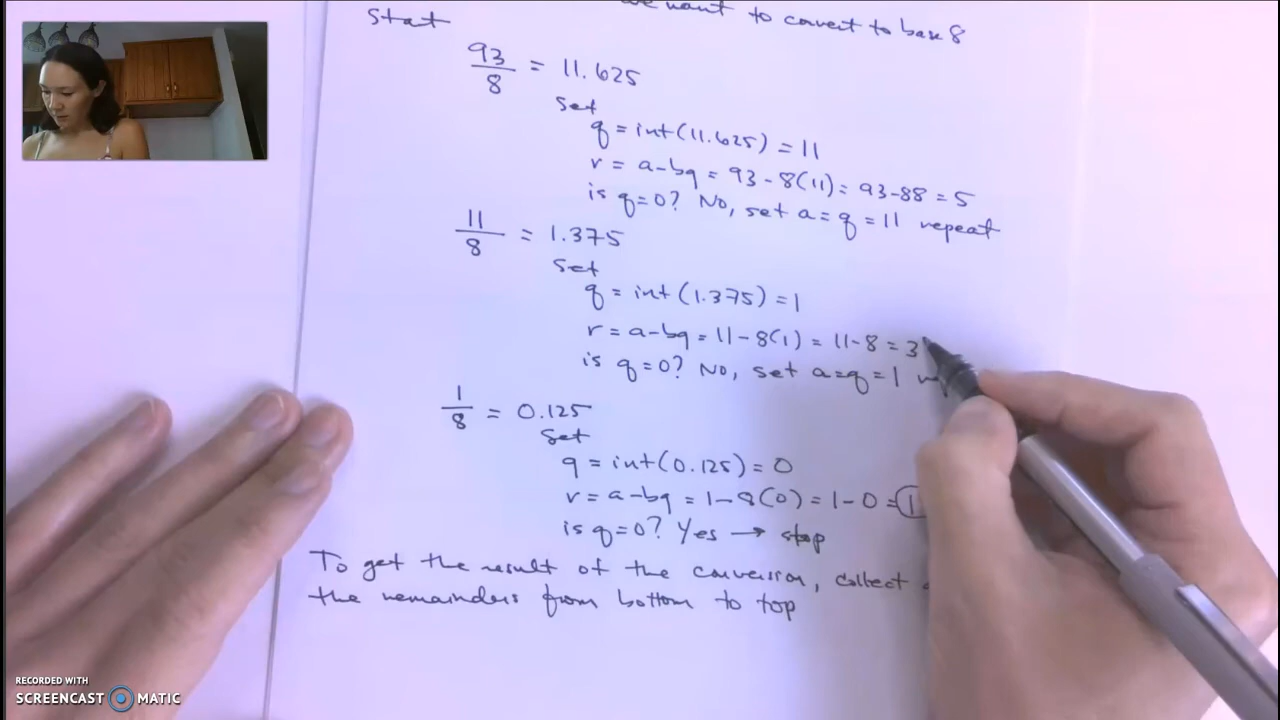 we want to convert to base 8
Start
93/8 = 11.625
set
q = int(11.625) = 11
r = a-bq = 93-8(11) = 93-88 = 5
is q=0? No, set a=q=11 repeat
11/8 = 1.375
set
q = int(1.375) = 1
r = a-bq = 11-8(1) = 11-8 = 3
is q=0? No, set a=q=1
1/8 = 0.125
set
q = int(0.125) = 0
r = a-bq = 1-8(0) = 1-0 = 1
is q=0? Yes → stop
To get the result of the conversion, collect
the remainders from bottom to top
RECORDED WITH
SCREENCAST MATIC